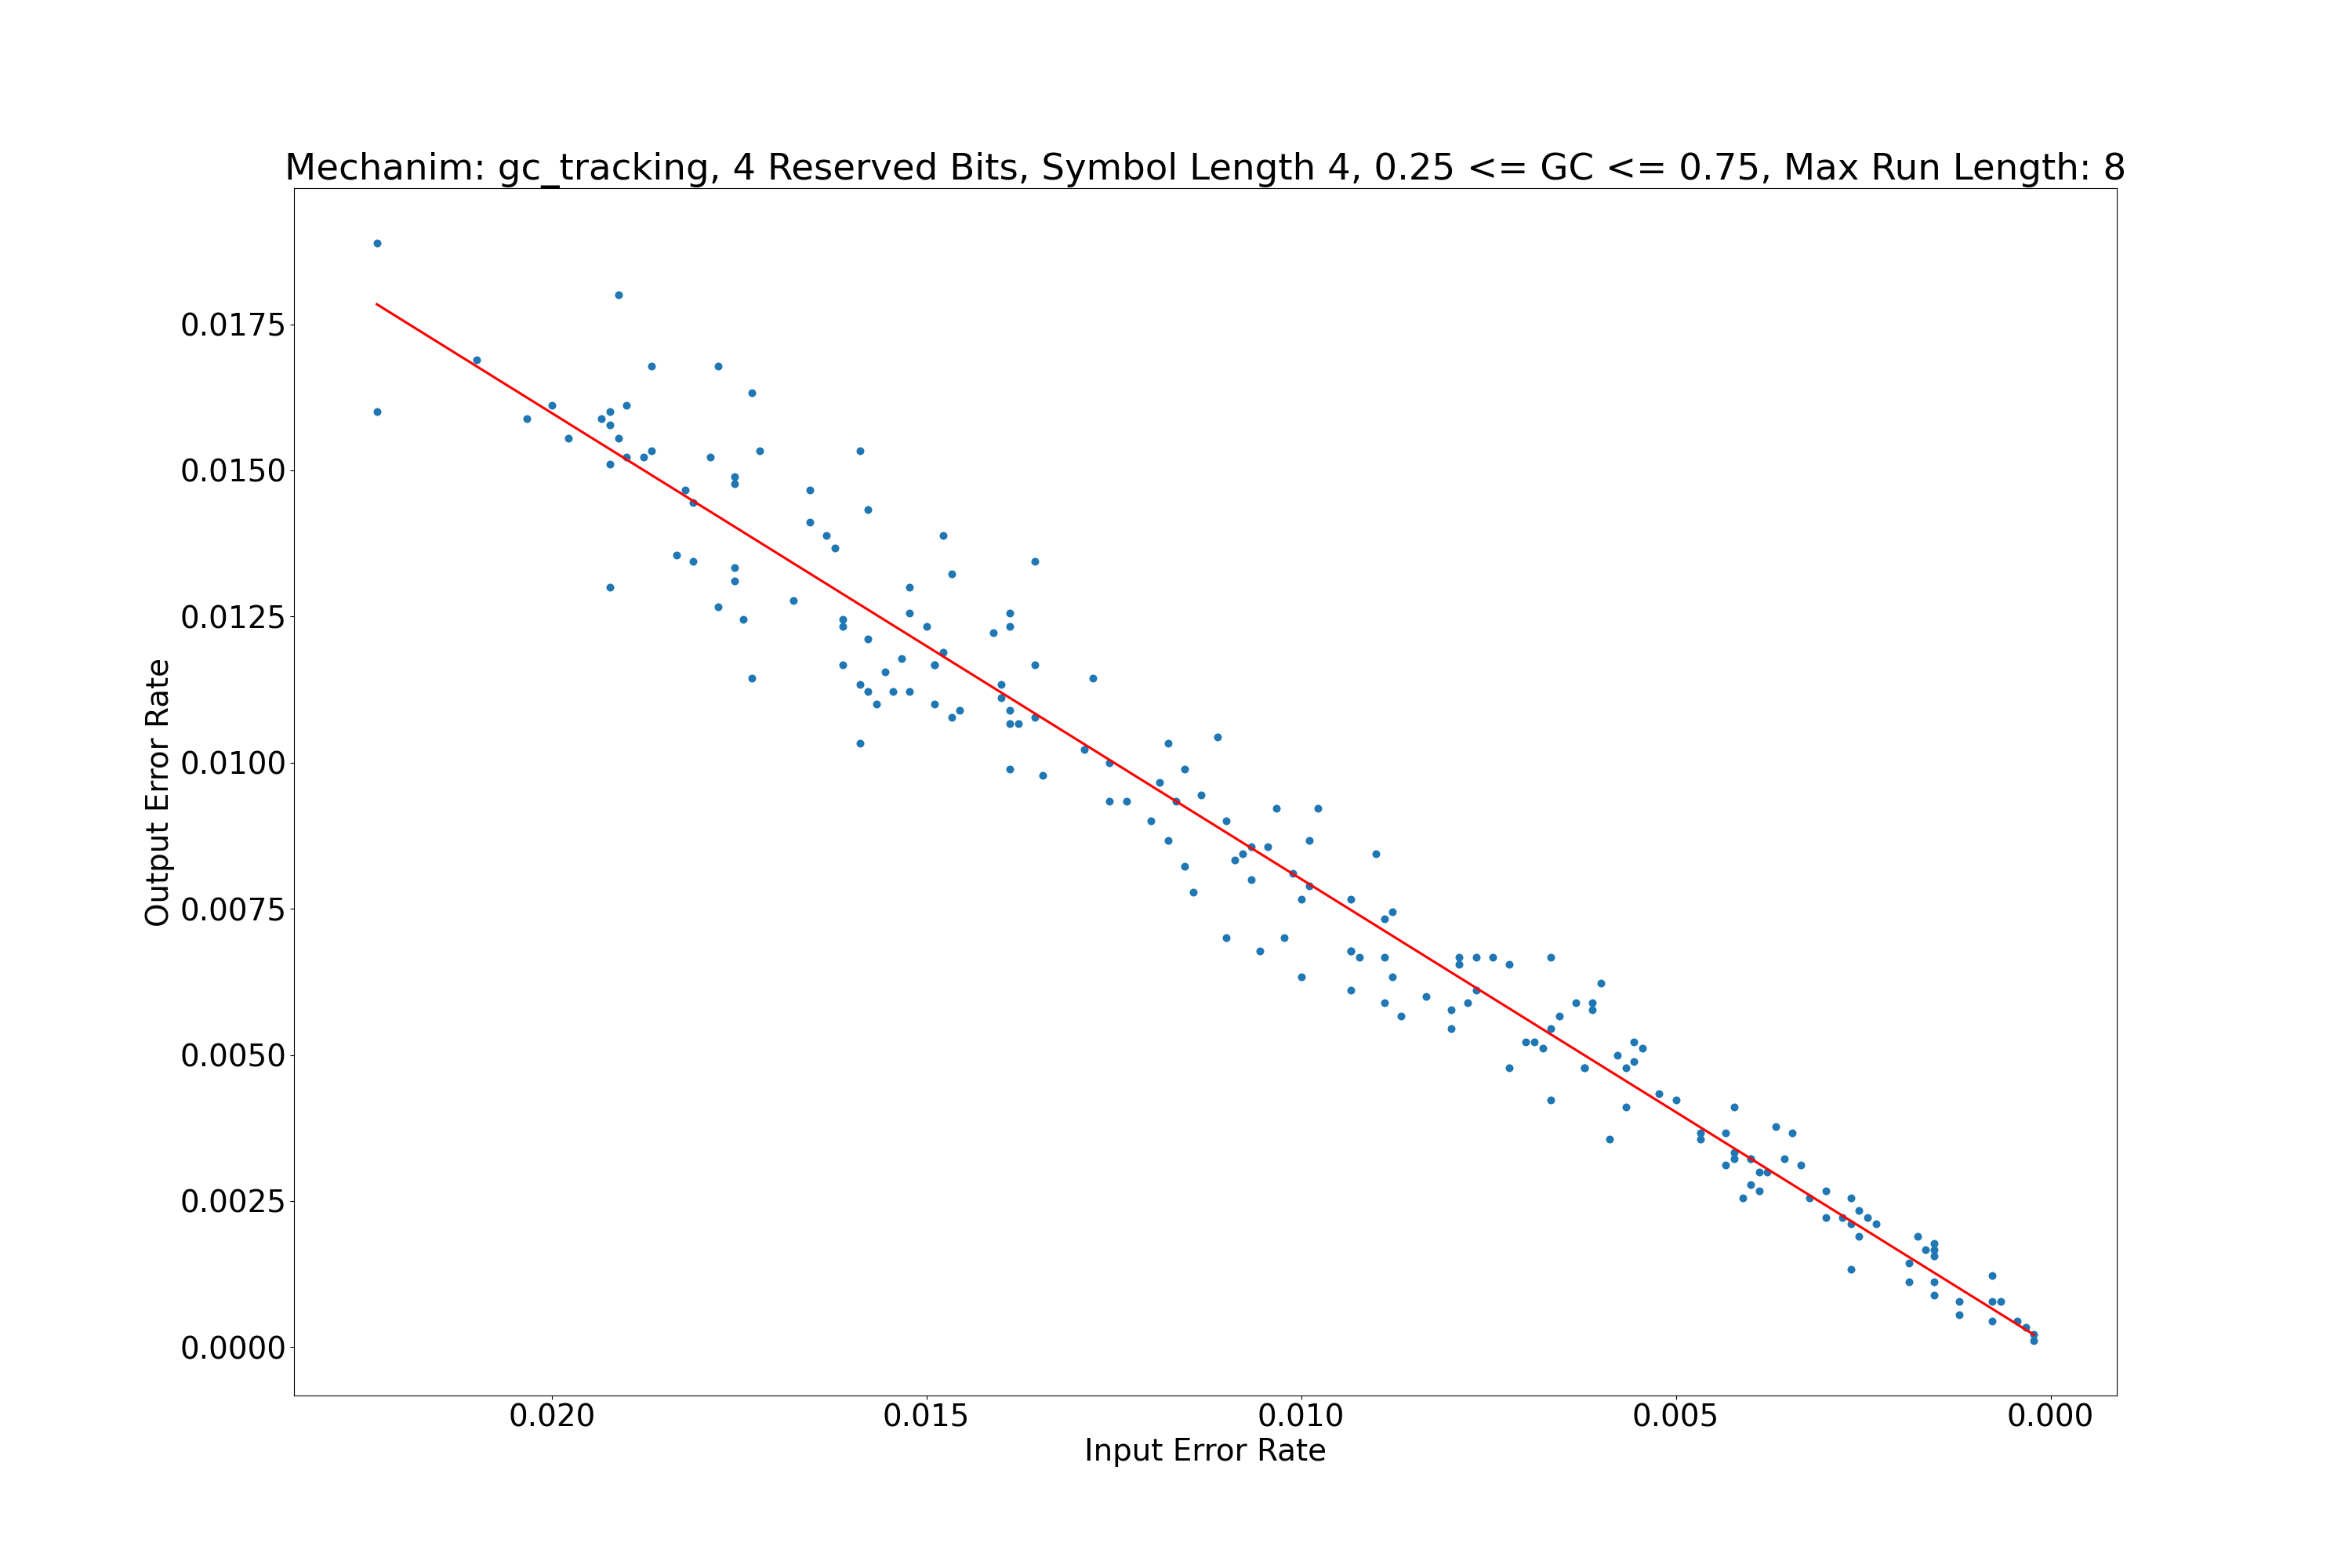 Mechanim: gc_tracking, 4 Reserved Bits, Symbol Length 4, 0.25 <= GC <= 0.75, Max Run Length: 8
0.0175
0.0150
0.0125
0.0100
0.0075
0.0050
0.0025
0.0000
Output Error Rate
0.020 0.015 0.010 0.005 0.000
Input Error Rate